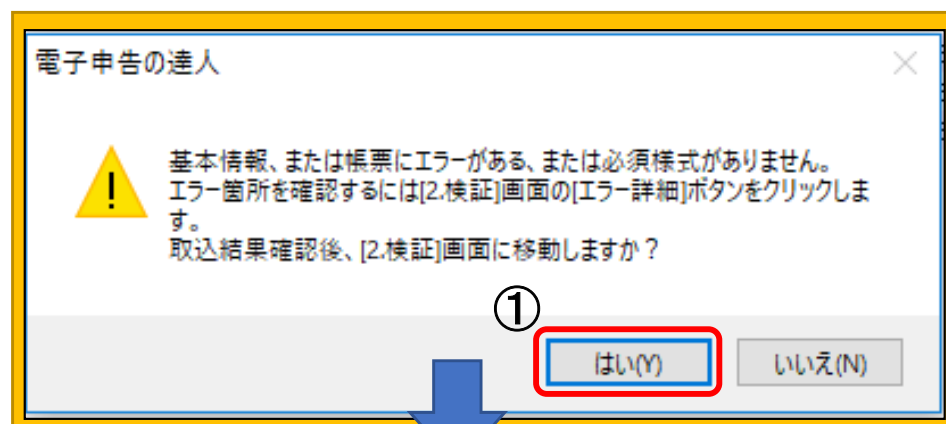 電子申告の達人
基本情報、または帳票にエラーがある、または必須様式がありません。
エラー箇所を確認するには[2.検証]画面の[エラー詳細]ボタンをクリックしま
す。
取込結果確認後、[2.検証]画面に移動しますか？
①
はい(Y) いいえ(N)